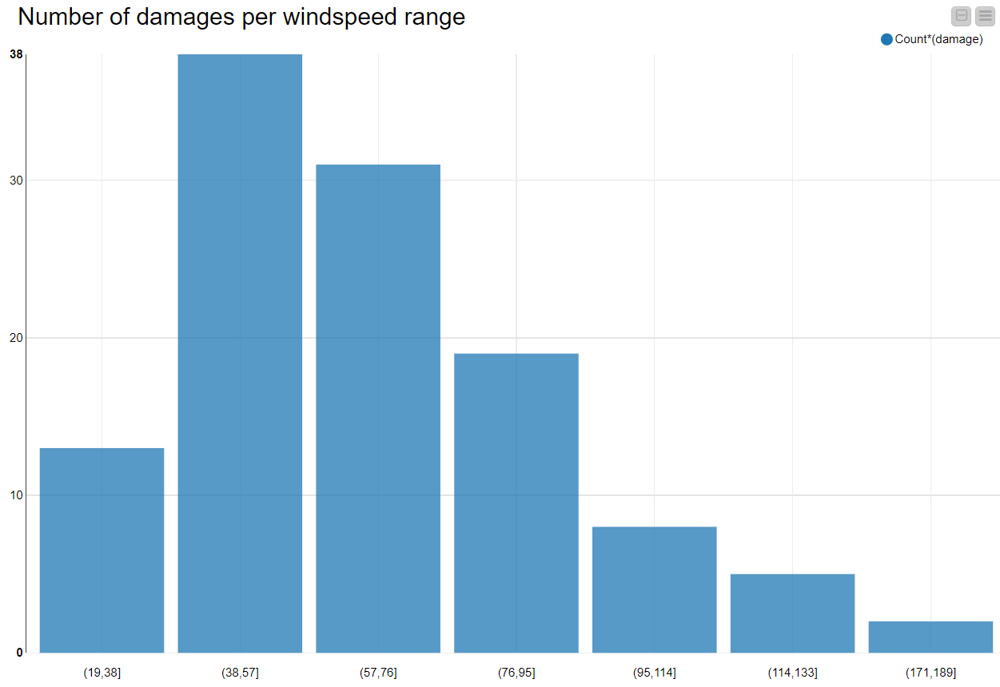 Number of damages per windspeed range
Count*(damage)
38
30
20
10
0
(19,38] (38,57] (57,76] (76,95] (95,114] (114,133] (171,189]